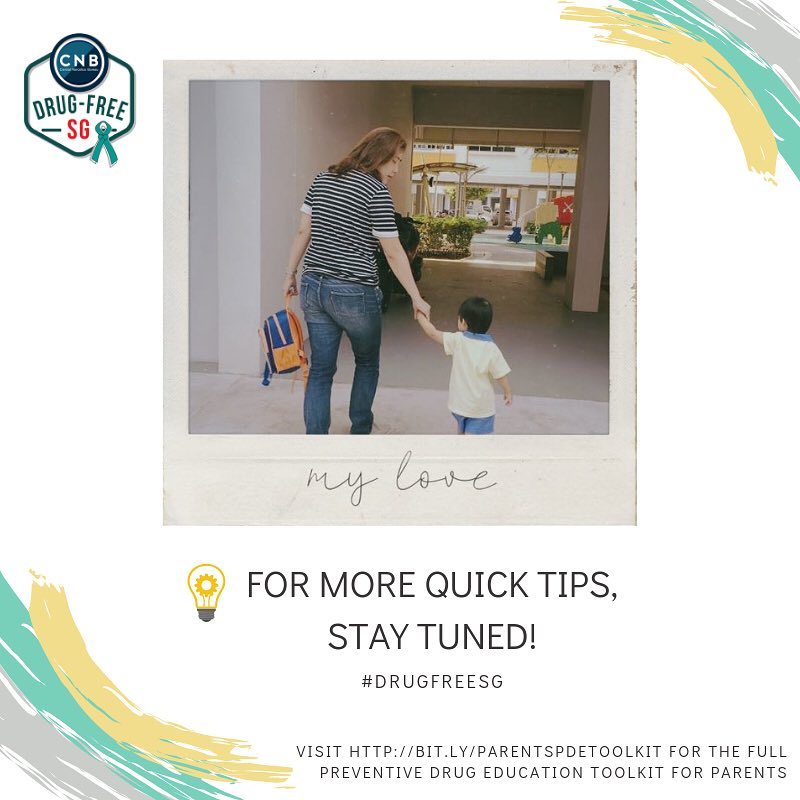 CNB
DRUG-FREE
SG
my love
FOR MORE QUICK TIPS,
STAY TUNED!
#DRUGFREESG
VISIT HTTP://BIT.LY/PARENTSPDETOOLKIT FOR THE FULL
PREVENTIVE DRUG EDUCATION TOOLKIT FOR PARENTS